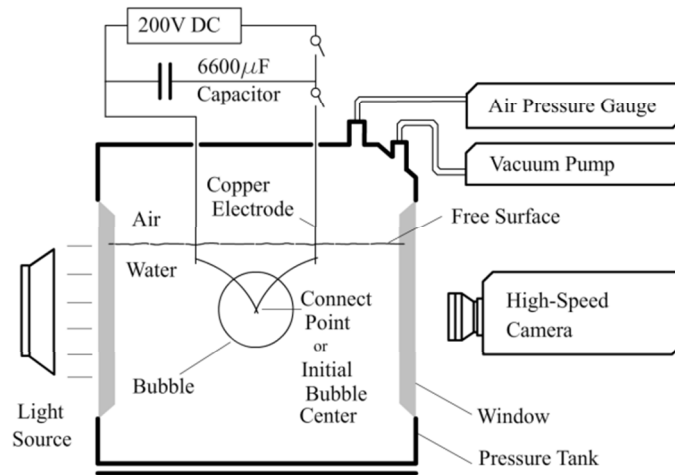 200V DC
6600μF
Capacitor
Air Pressure Gauge
Vacuum Pump
Copper
Electrode
Air
Free Surface
Water
Connect
Point
or
Initial
Bubble
Center
High-Speed
Camera
Bubble
Light
Source
Window
Pressure Tank